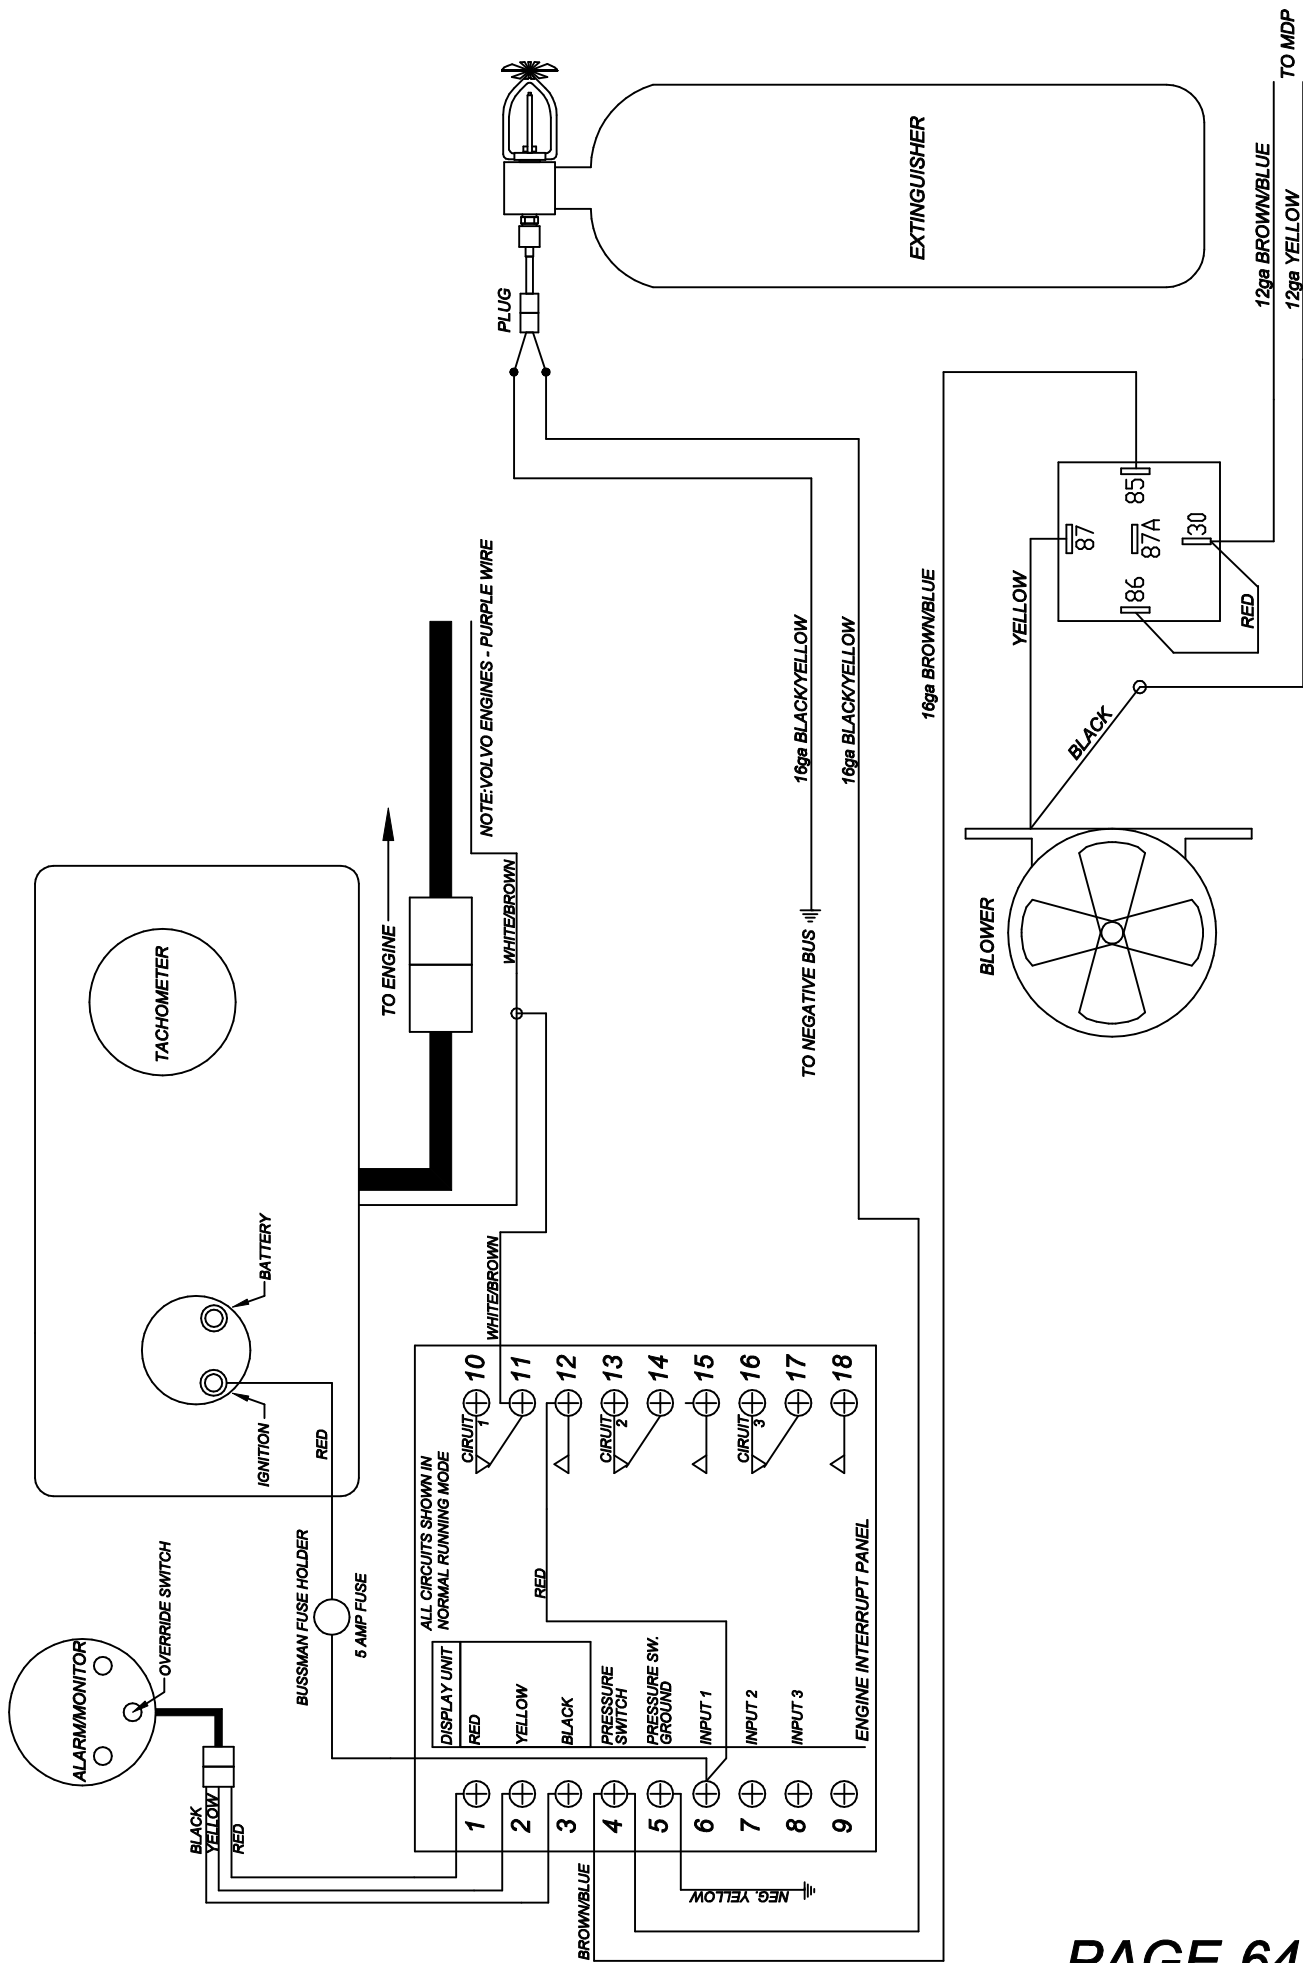 ALARM/MONITOR
OVERRIDE SWITCH
BLACK
YELLOW
RED
BUSSMAN FUSE HOLDER
5 AMP FUSE
TACHOMETER
IGNITION
BATTERY
RED
TO ENGINE
WHITE/BROWN
NOTE:VOLVO ENGINES - PURPLE WIRE
WHITE/BROWN
ALL CIRCUITS SHOWN IN
NORMAL RUNNING MODE
DISPLAY UNIT
RED
YELLOW
BLACK
PRESSURE
SWITCH
PRESSURE SW.
GROUND
INPUT 1
INPUT 2
INPUT 3
RED
ENGINE INTERRUPT PANEL
1
2
3
4
5
6
7
8
9
CIRUIT
1
CIRUIT
2
CIRUIT
3
10
11
12
13
14
15
16
17
18
BROWN/BLUE
NEG. YELLOW
PLUG
EXTINGUISHER
16ga BLACK/YELLOW
16ga BLACK/YELLOW
TO NEGATIVE BUS
16ga BROWN/BLUE
BLOWER
YELLOW
BLACK
87
87A
85
86
30
RED
12ga BROWN/BLUE
12ga YELLOW
TO MDP
PAGE 64